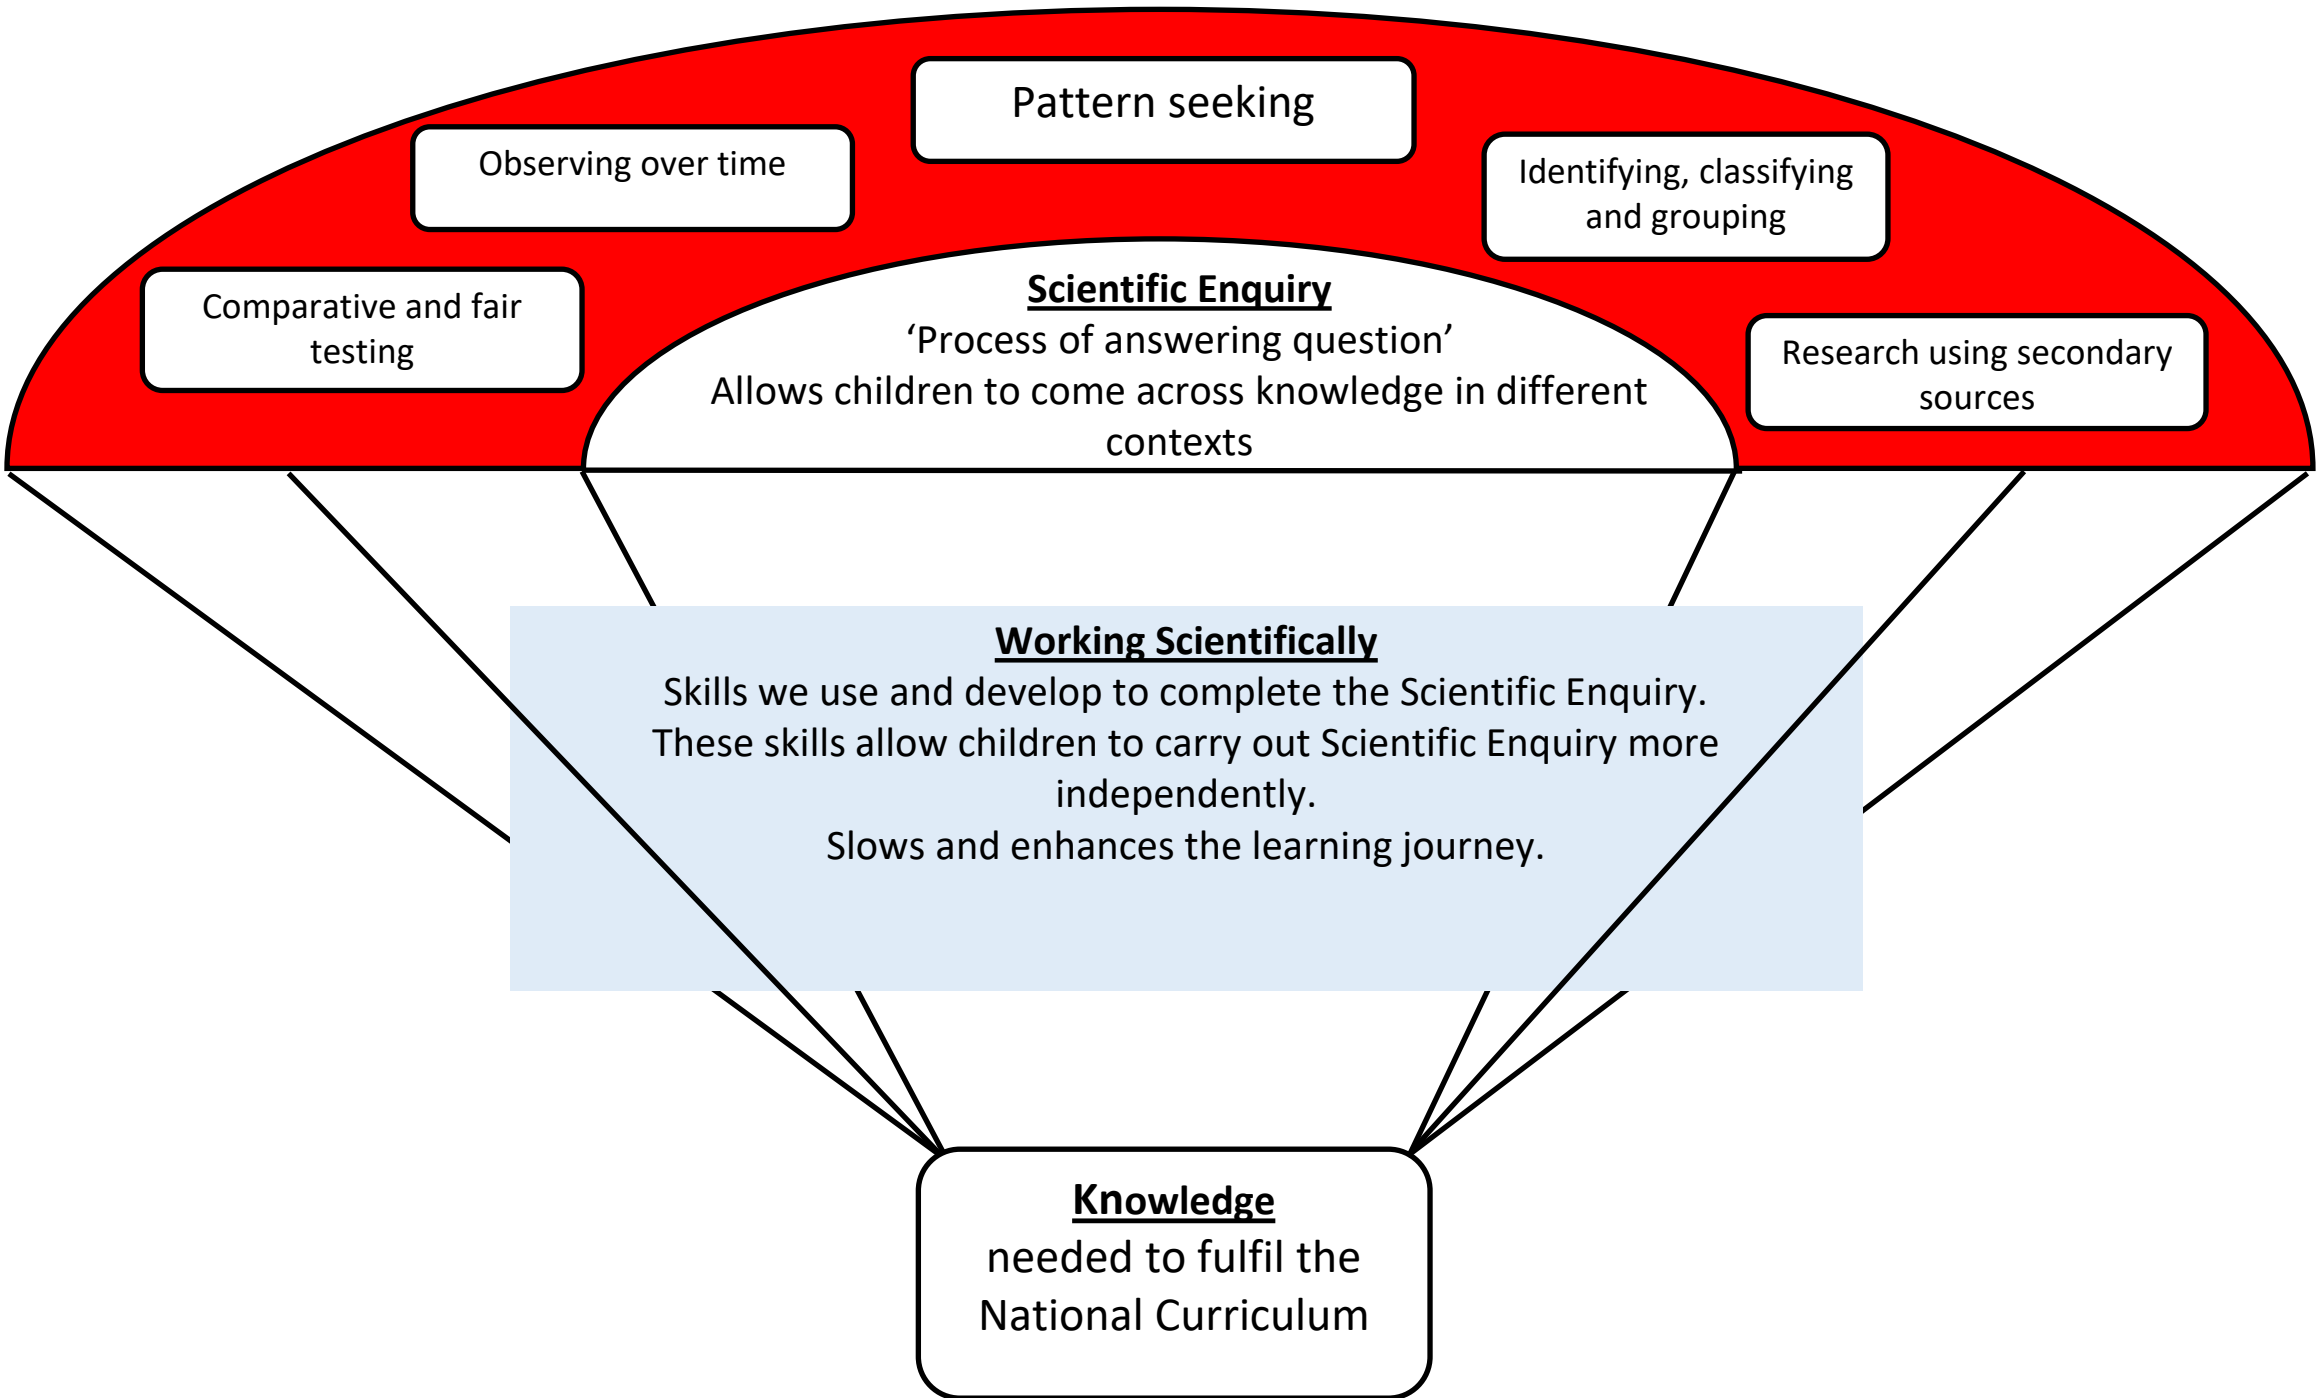 Pattern seeking
Observing over time
Identifying, classifying
and grouping
Comparative and fair
testing
Scientific Enquiry
‘Process of answering question’
Allows children to come across knowledge in different
contexts
Research using secondary
sources
Working Scientifically
Skills we use and develop to complete the Scientific Enquiry.
These skills allow children to carry out Scientific Enquiry more
independently.
Slows and enhances the learning journey.
Knowledge
needed to fulfil the
National Curriculum